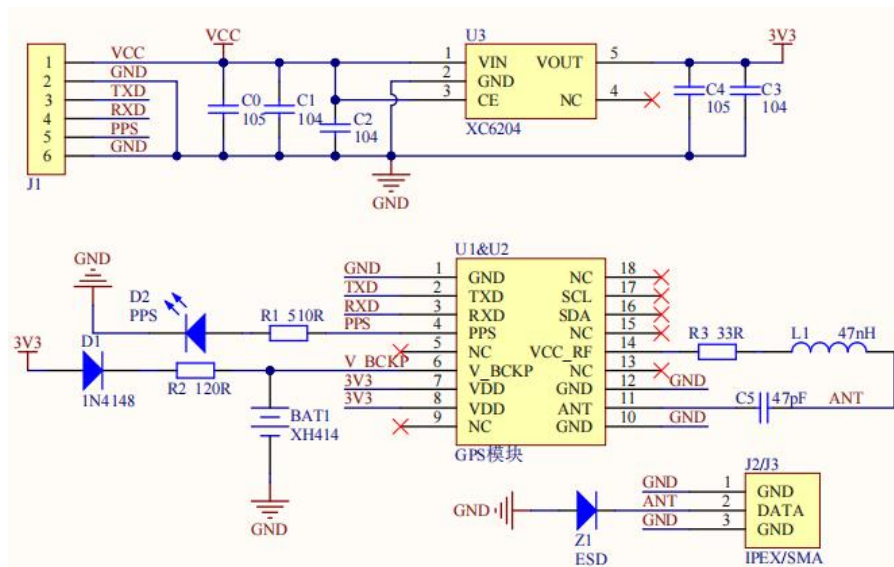 VCC
U3
3V3
1 VCC
2 GND
3 TXD
4 RXD
5 PPS
6 GND
J1
C0
105
C1
104
C2
104
1 VIN VOUT 5
2 GND
3 CE NC 4
XC6204
C4
105
C3
104
GND
U1&U2
GND 1 GND NC 18
TXD 2 TXD SCL 17
RXD 3 RXD SDA 16
PPS 4 PPS NC 15
5 NC VCC_RF 14
V_BCKP 6 V_BCKP NC 13
3V3 7 VDD GND 12 GND
3V3 8 VDD ANT 11
9 NC GND 10 GND
GPS模块
GND
D2
PPS
R1 510R
3V3
D1
1N4148
R2 120R
BAT1
XH414
GND
R3 33R
L1 47nH
C5 47pF ANT
J2/J3
GND 1 GND
ANT 2 DATA
GND 3 GND
IPEX/SMA
GND
Z1
ESD